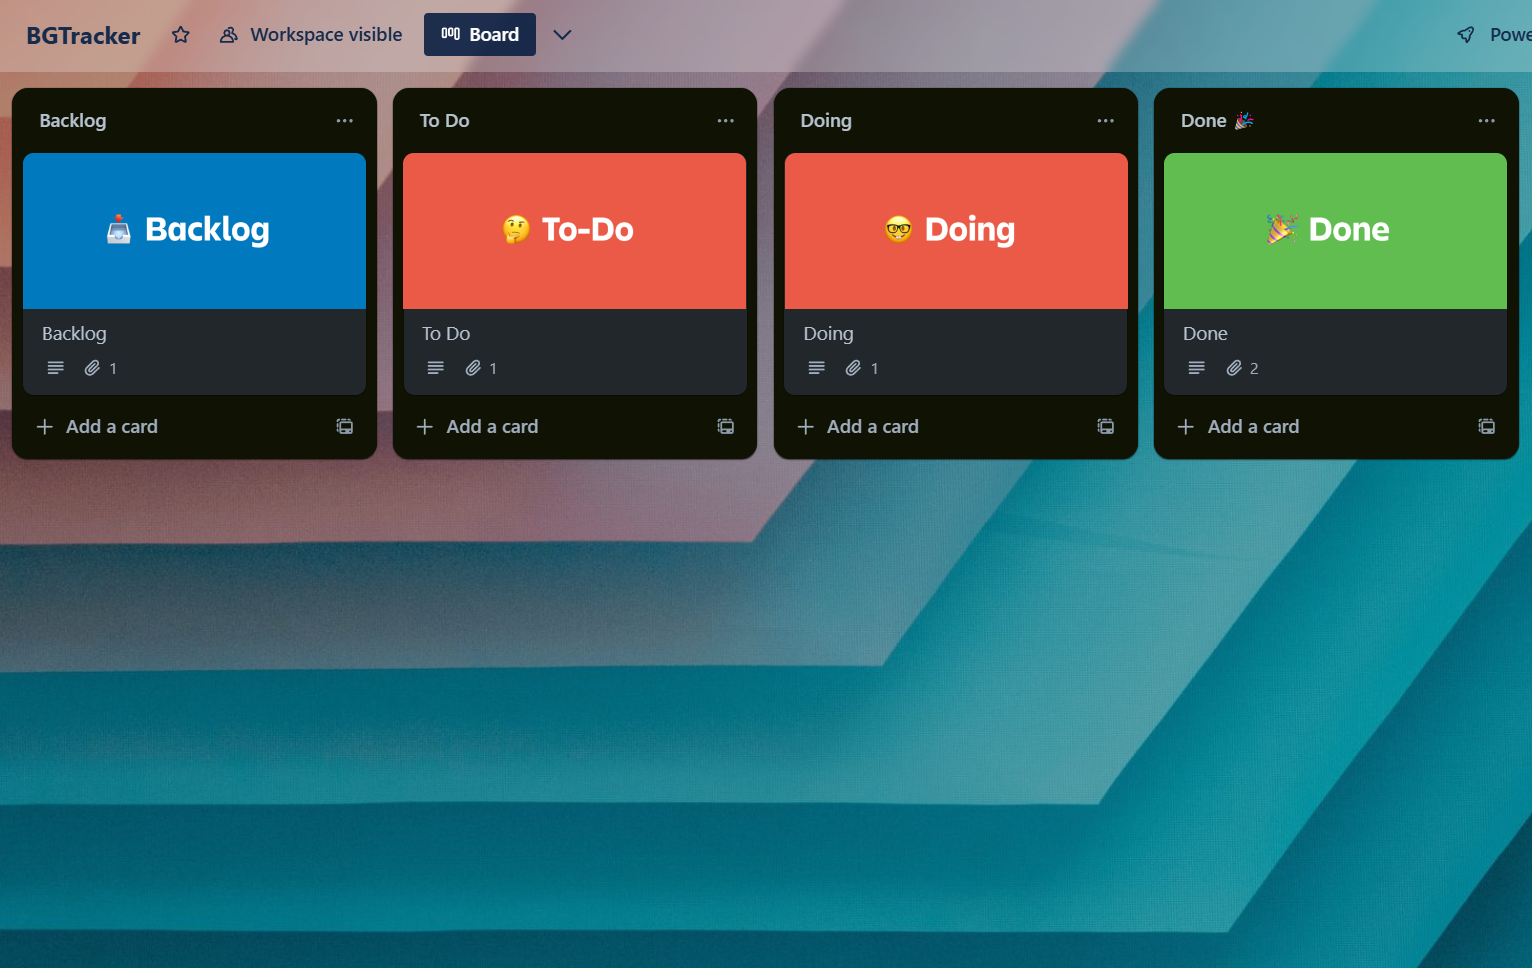 BGTracker
Workspace visible
Board
Powe
Backlog
Backlog
Backlog
1
Add a card
To Do
To-Do
To Do
1
Add a card
Doing
Doing
Doing
1
Add a card
Done
Done
Done
2
Add a card